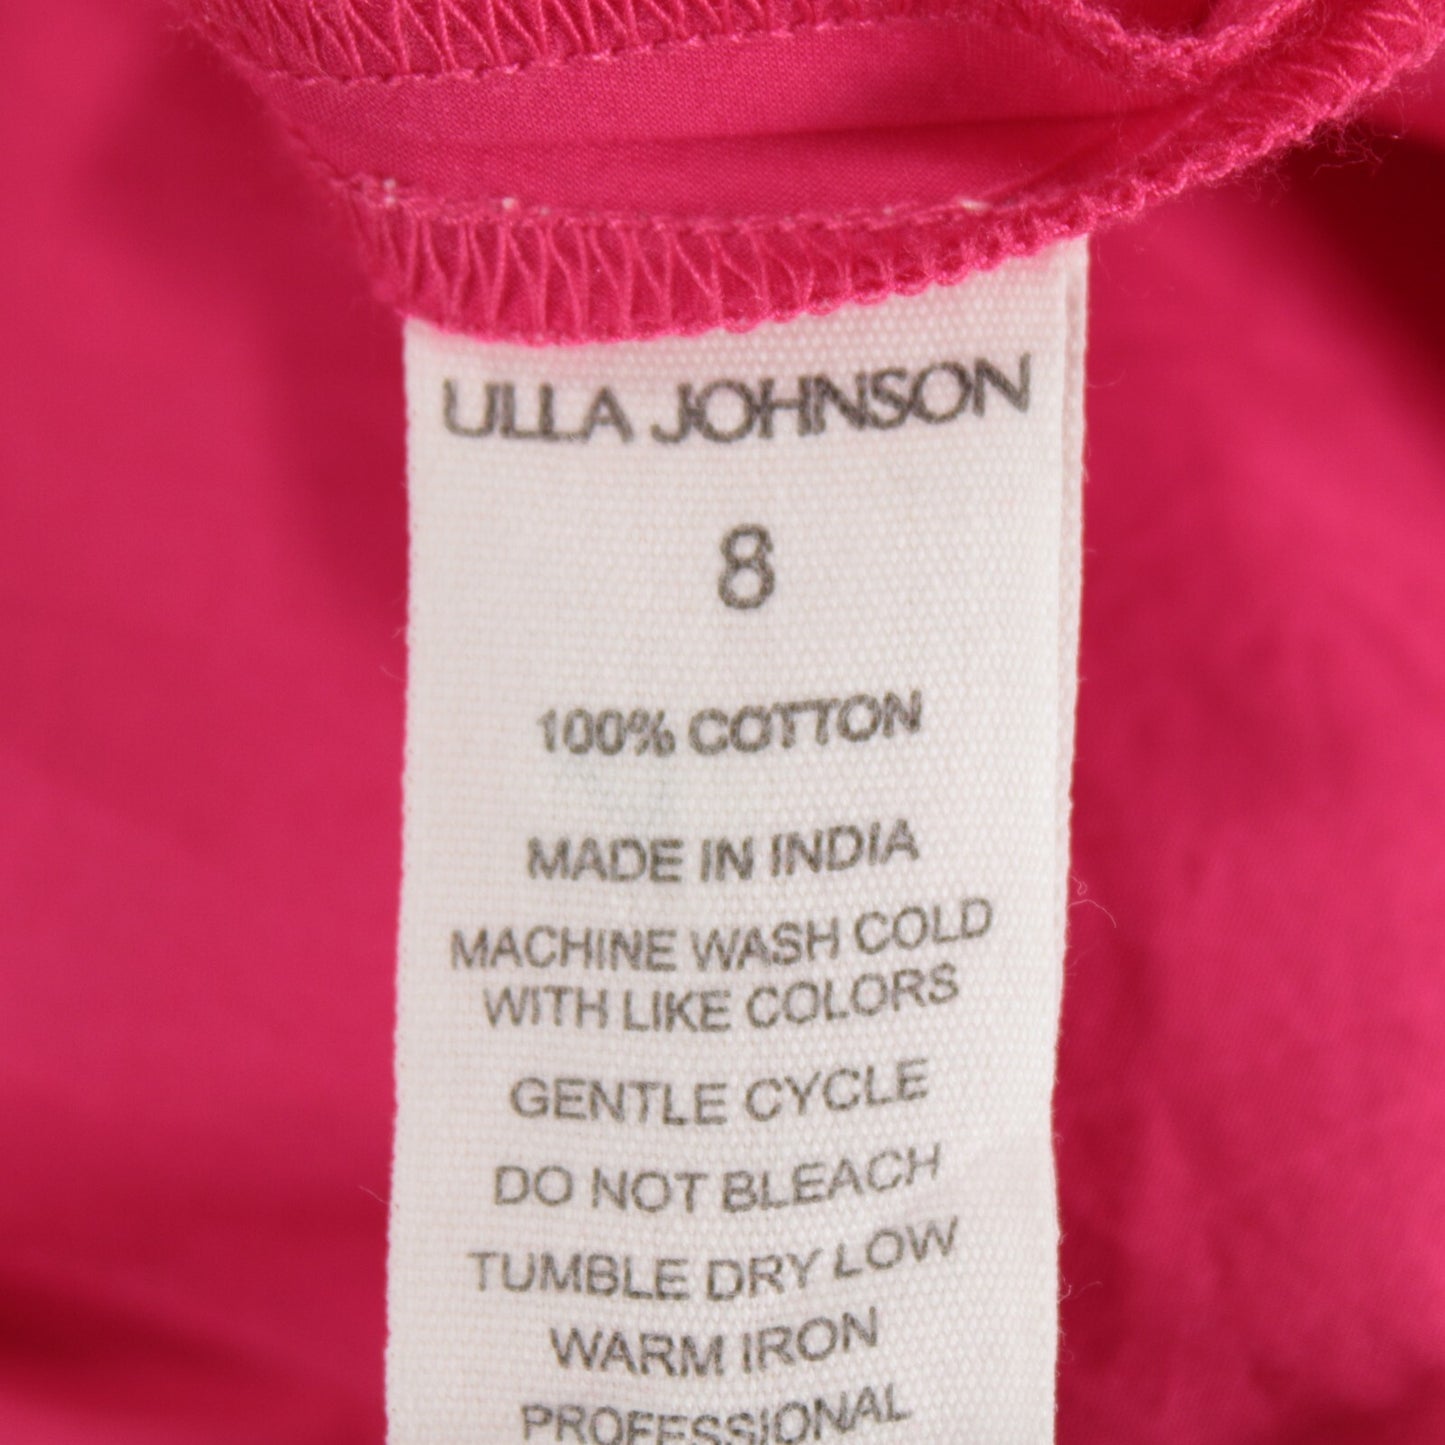 ULLA JOHNSON
8
100% COTTON
MADE IN INDIA
MACHINE WASH COLD
WITH LIKE COLORS
GENTLE CYCLE
DO NOT BLEACH
TUMBLE DRY LOW
WARM IRON
PROFESSIONAL